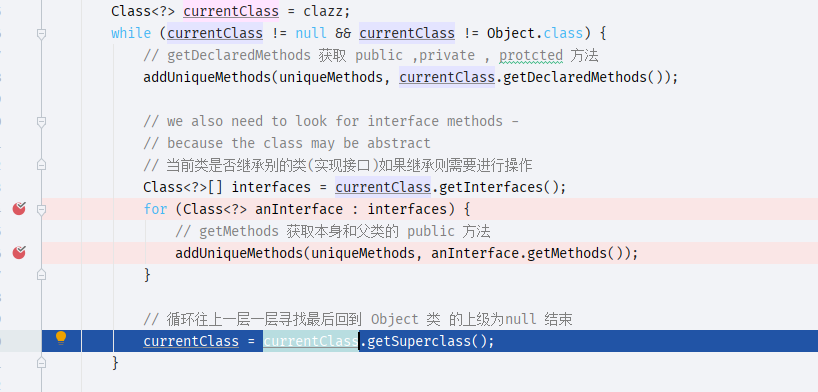 Class<?> currentClass = clazz;
while (currentClass != null && currentClass != Object.class) {
// getDeclaredMethods 获取 public ,private , protcted 方法
addUniqueMethods(uniqueMethods, currentClass.getDeclaredMethods());
// we also need to look for interface methods -
// because the class may be abstract
// 当前类是否继承别的类(实现接口)如果继承则需要进行操作
Class<?>[] interfaces = currentClass.getInterfaces();
for (Class<?> anInterface : interfaces) {
// getMethods 获取本身和父类的 public 方法
addUniqueMethods(uniqueMethods, anInterface.getMethods());
}
// 循环往上一层一层寻找最后回到 Object 类 的上级为null 结束
currentClass = currentClass.getSuperclass();
}